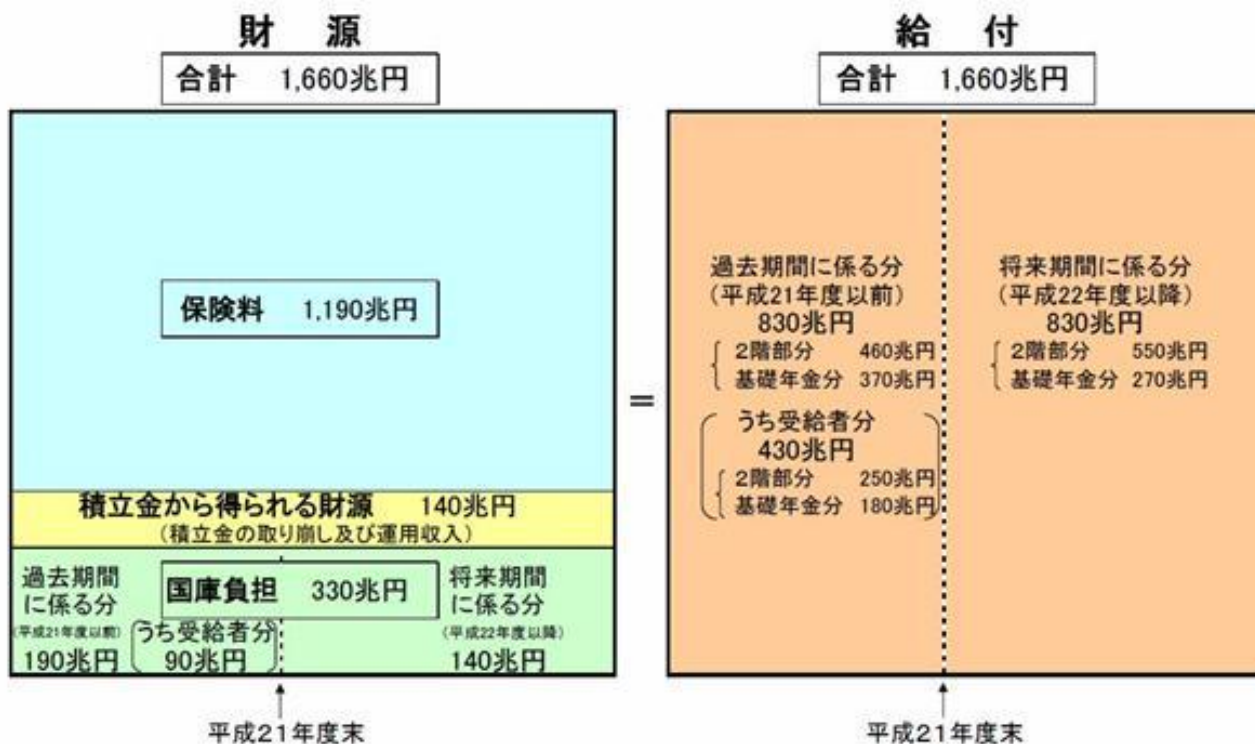 財 源
合計 1,660兆円
保険料 1,190兆円
積立金から得られる財源 140兆円
(積立金の取り崩し及び運用収入)
過去期間
に係る分
(平成21年度以前)
190兆円
国庫負担 330兆円
うち受給者分
90兆円
将来期間
に係る分
(平成22年度以降)
140兆円
平成21年度末
=
給 付
合計 1,660兆円
過去期間に係る分
(平成21年度以前)
830兆円
2階部分 460兆円
基礎年金分 370兆円
うち受給者分
430兆円
2階部分 250兆円
基礎年金分 180兆円
将来期間に係る分
(平成22年度以降)
830兆円
2階部分 550兆円
基礎年金分 270兆円
平成21年度末